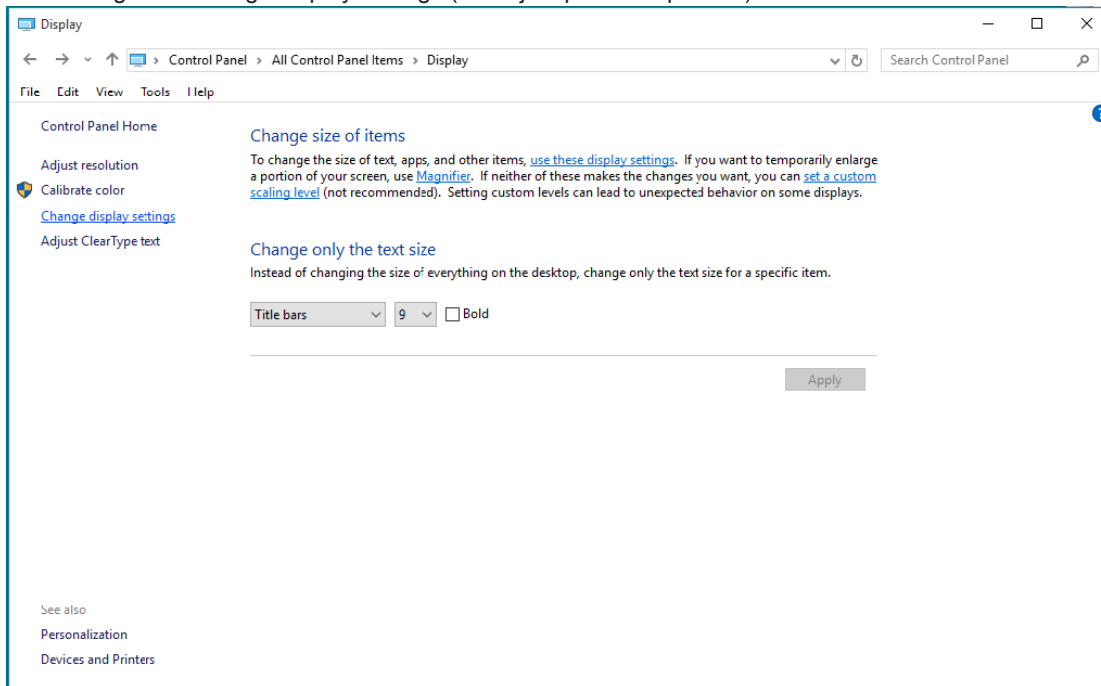 Display
Control Panel > All Control Panel Items > Display
Search Control Panel
File Edit View Tools Help
Control Panel Home
Adjust resolution
Calibrate color
Change display settings
Adjust ClearType text
Change size of items
To change the size of text, apps, and other items, use these display settings. If you want to temporarily enlarge
a portion of your screen, use Magnifier. If neither of these makes the changes you want, you can set a custom
scaling level (not recommended). Setting custom levels can lead to unexpected behavior on some displays.
Change only the text size
Instead of changing the size of everything on the desktop, change only the text size for a specific item.
Title bars 9 Bold
Apply
See also
Personalization
Devices and Printers